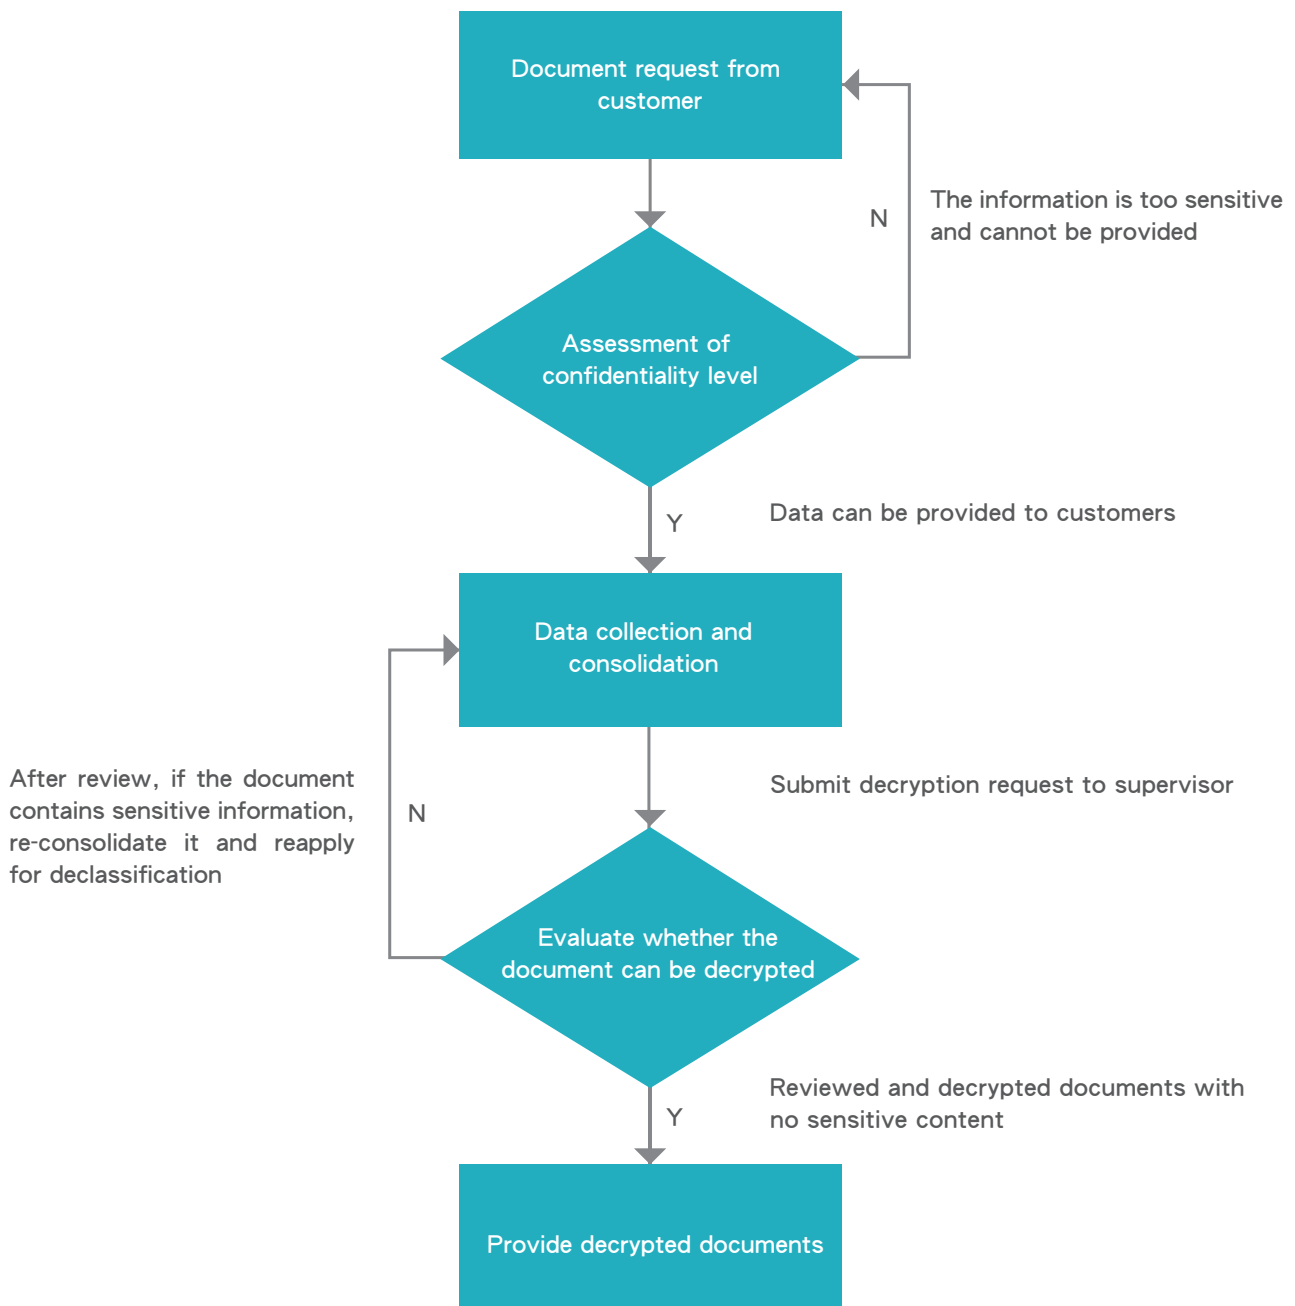 Document request from
customer
N
The information is too sensitive
and cannot be provided
Assessment of
confidentiality level
Y
Data can be provided to customers
Data collection and
consolidation
After review, if the document
contains sensitive information,
re-consolidate it and reapply
for declassification
N
Submit decryption request to supervisor
Evaluate whether the
document can be decrypted
Y
Reviewed and decrypted documents with
no sensitive content
Provide decrypted documents